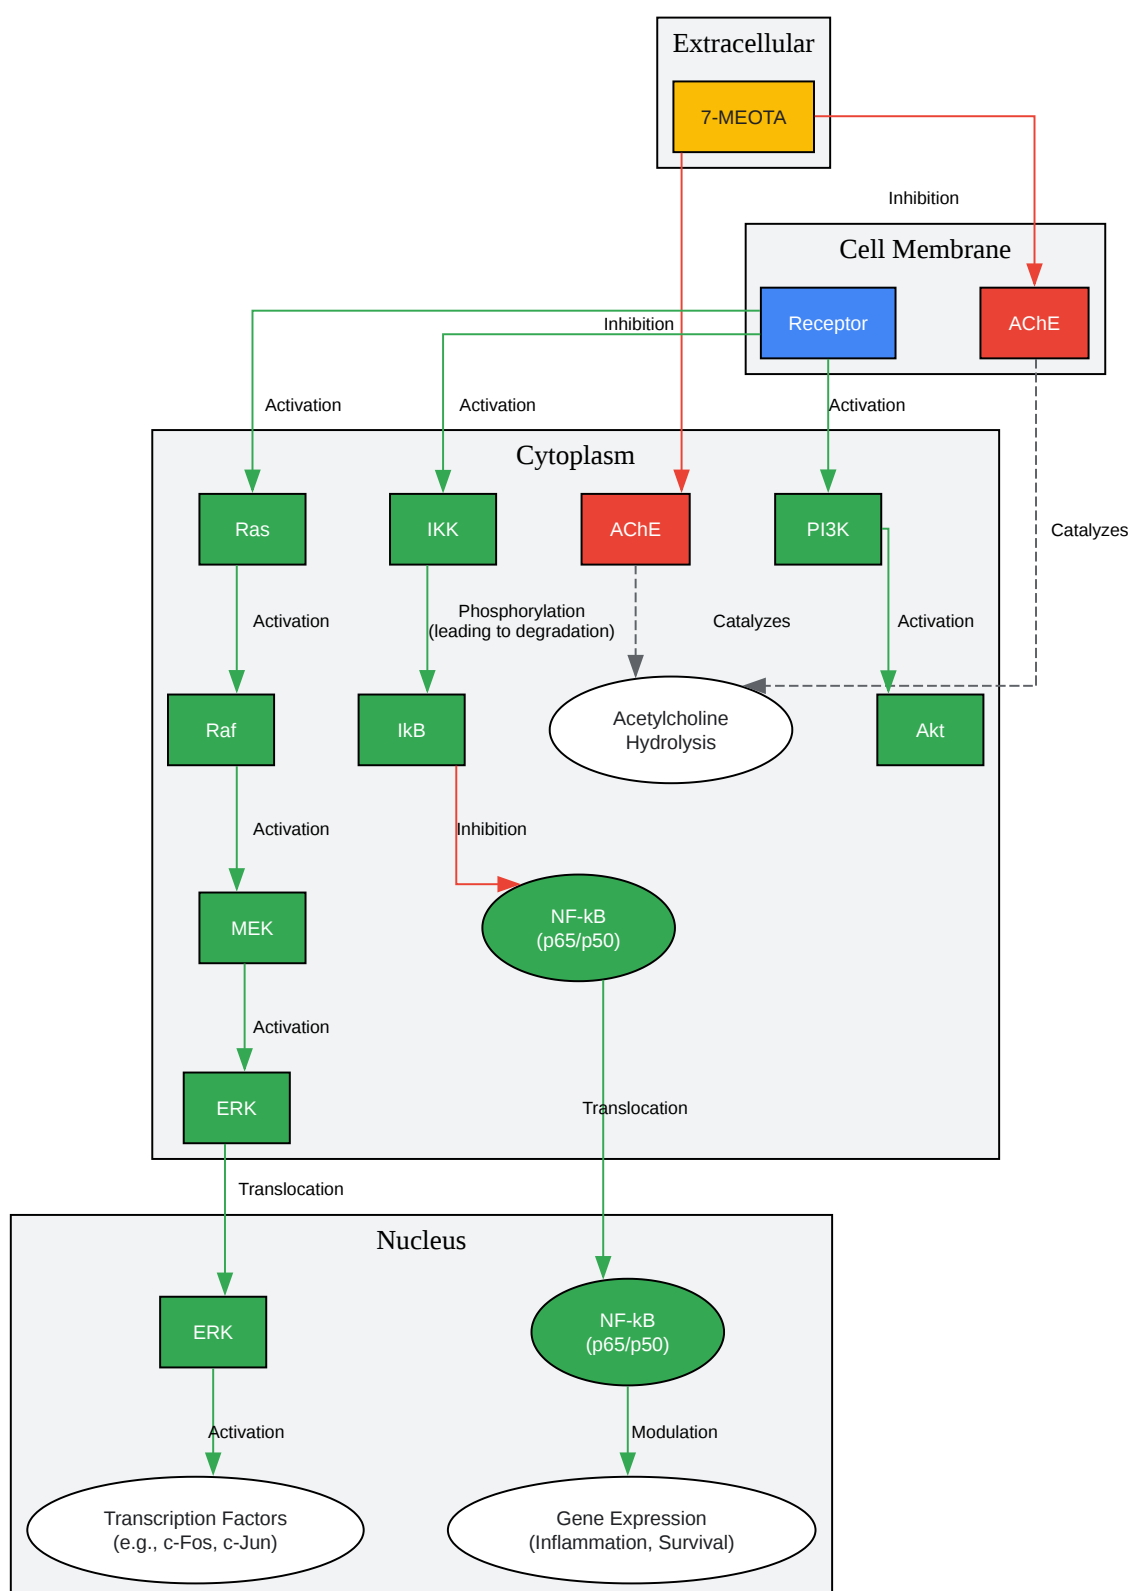 Extracellular
7-MEOTA
Inhibition
Cell Membrane
Receptor
AChE
Inhibition
Activation
Activation
Activation
Cytoplasm
Ras
IKK
AChE
PI3K
Catalyzes
Activation
Phosphorylation
(leading to degradation)
Catalyzes
Activation
Raf
IkB
Acetylcholine
Hydrolysis
Akt
Activation
Inhibition
MEK
NF-kB
(p65/p50)
Activation
ERK
Translocation
Translocation
Nucleus
ERK
NF-kB
(p65/p50)
Activation
Modulation
Transcription Factors
(e.g., c-Fos, c-Jun)
Gene Expression
(Inflammation, Survival)